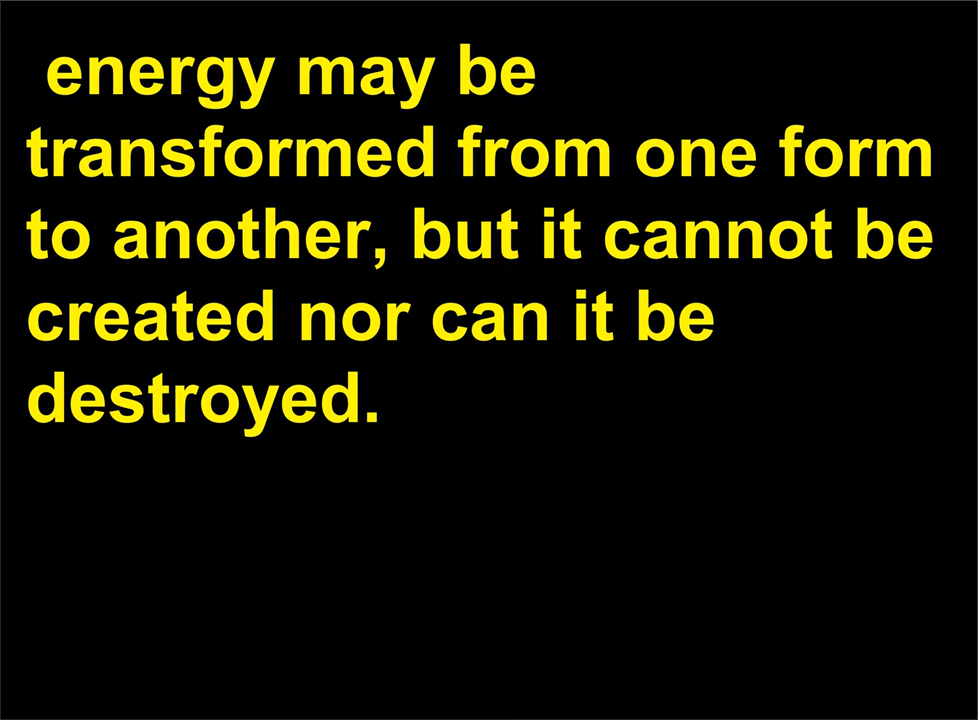 energy may be
transformed from one form
to another, but it cannot be
created nor can it be
destroyed.